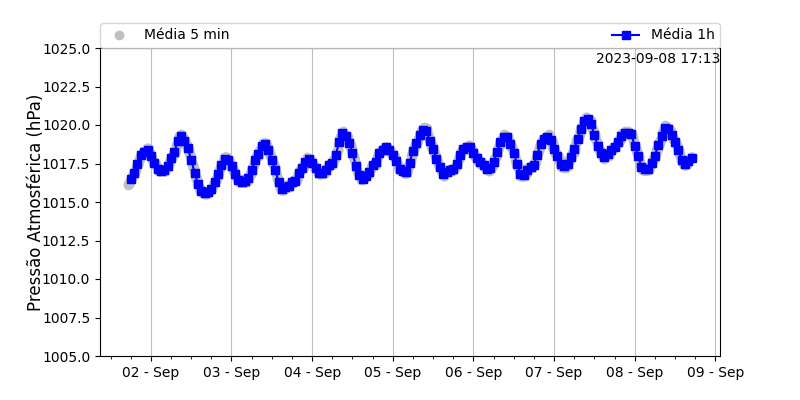 Média 5 min
Média 1h
2023-09-08 17:13
Pressão Atmosférica (hPa)
1025.0
1022.5
1020.0
1017.5
1015.0
1012.5
1010.0
1007.5
1005.0
02 - Sep
03 - Sep
04 - Sep
05 - Sep
06 - Sep
07 - Sep
08 - Sep
09 - Sep